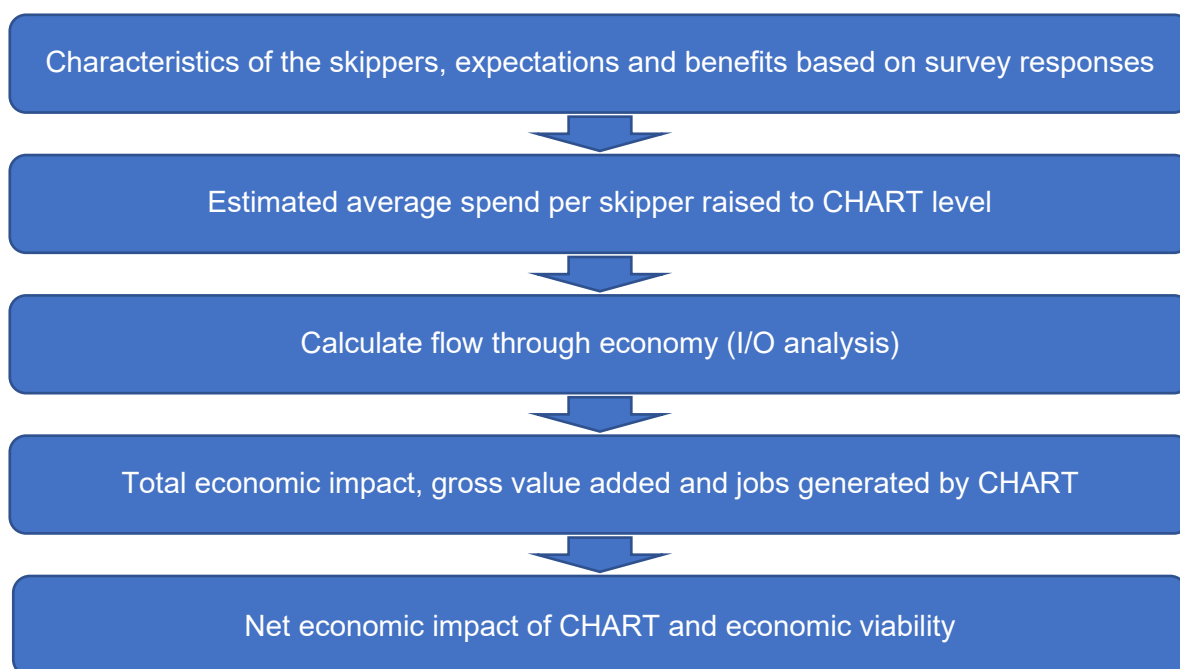 Characteristics of the skippers, expectations and benefits based on survey responses
Estimated average spend per skipper raised to CHART level
Calculate flow through economy (I/O analysis)
Total economic impact, gross value added and jobs generated by CHART
Net economic impact of CHART and economic viability